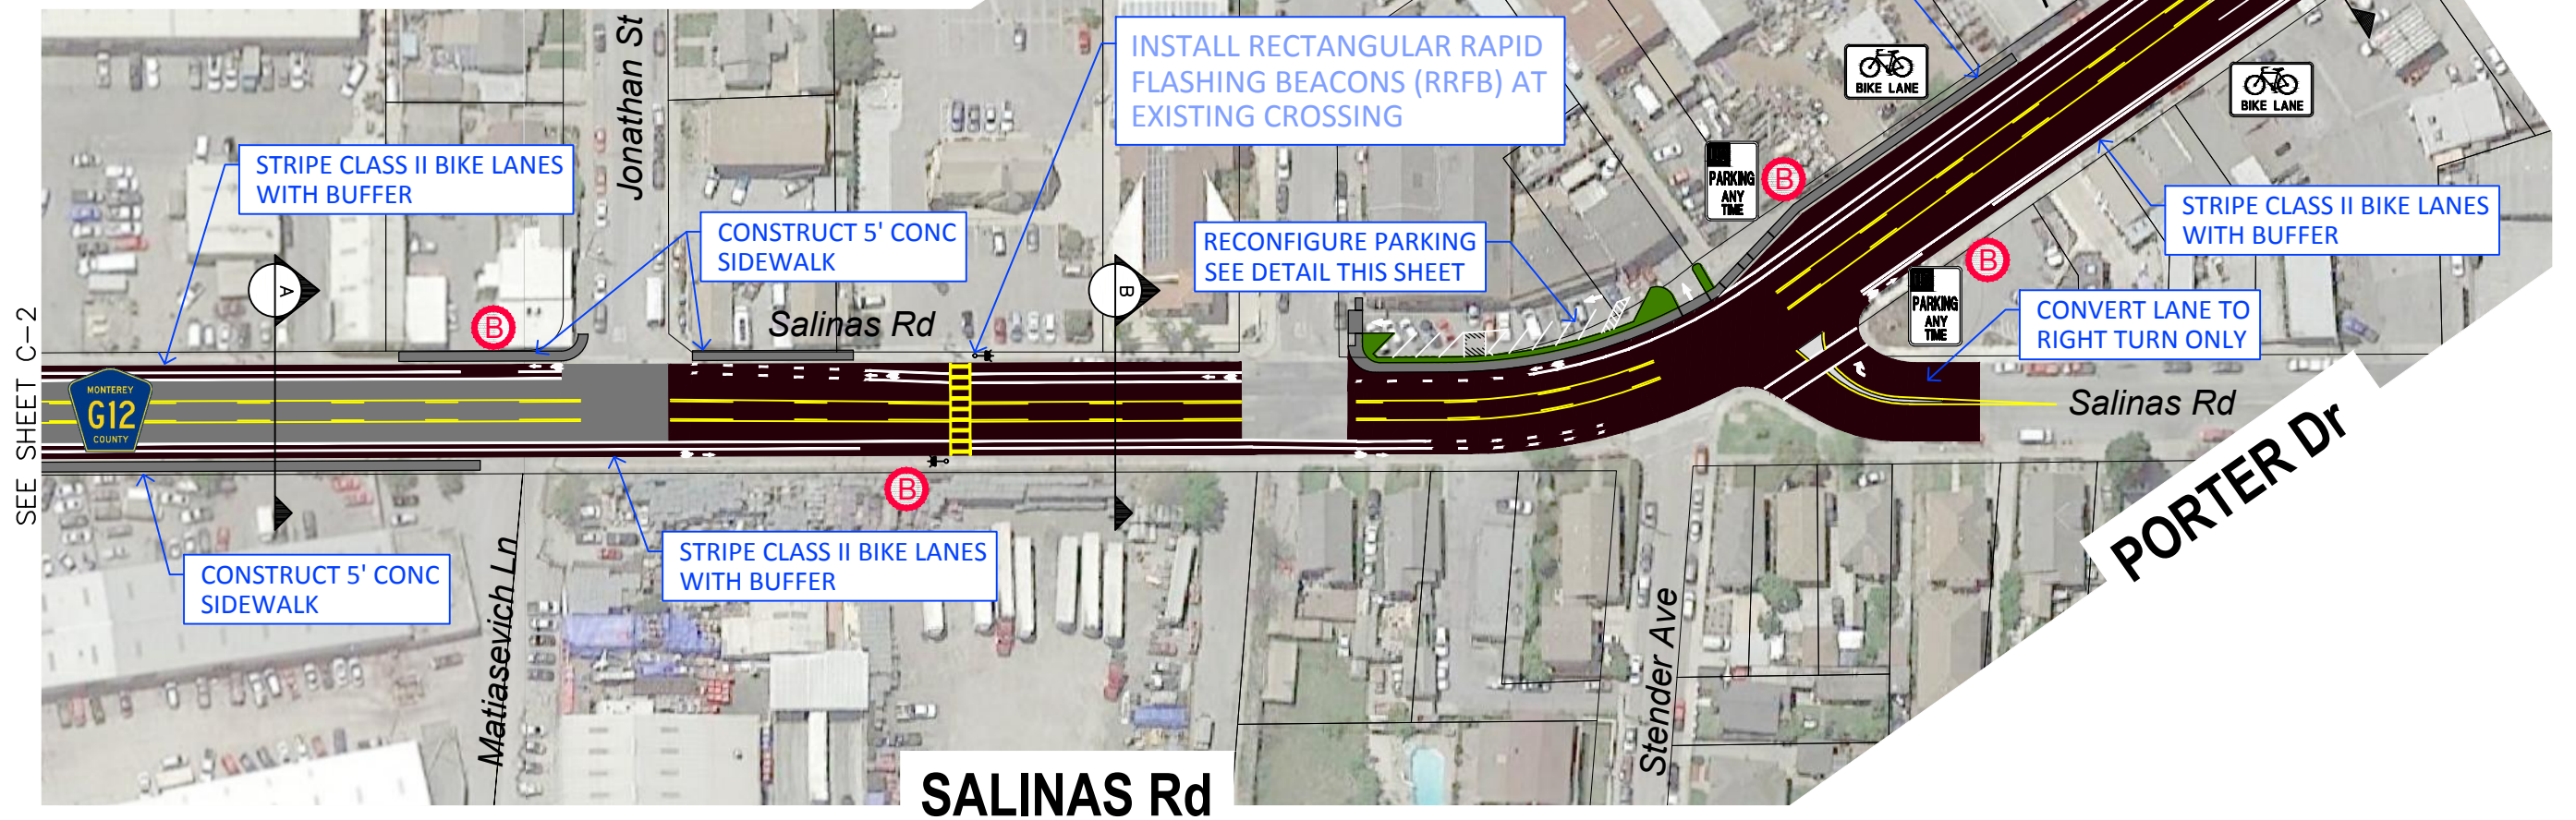 Jonathan St
INSTALL RECTANGULAR RAPID
FLASHING BEACONS (RRFB) AT
EXISTING CROSSING
BIKE LANE
BIKE LANE
STRIPE CLASS II BIKE LANES
WITH BUFFER
PARKING
ANY
TIME
B
STRIPE CLASS II BIKE LANES
WITH BUFFER
CONSTRUCT 5' CONC
SIDEWALK
RECONFIGURE PARKING
SEE DETAIL THIS SHEET
B
PARKING
ANY
TIME
CONVERT LANE TO
RIGHT TURN ONLY
A
B
B
Salinas Rd
SEE SHEET C-2
MONTEREY
G12
COUNTY
Salinas Rd
PORTER Dr
B
STRIPE CLASS II BIKE LANES
WITH BUFFER
CONSTRUCT 5' CONC
SIDEWALK
Matiasevich Ln
Stender Ave
SALINAS Rd